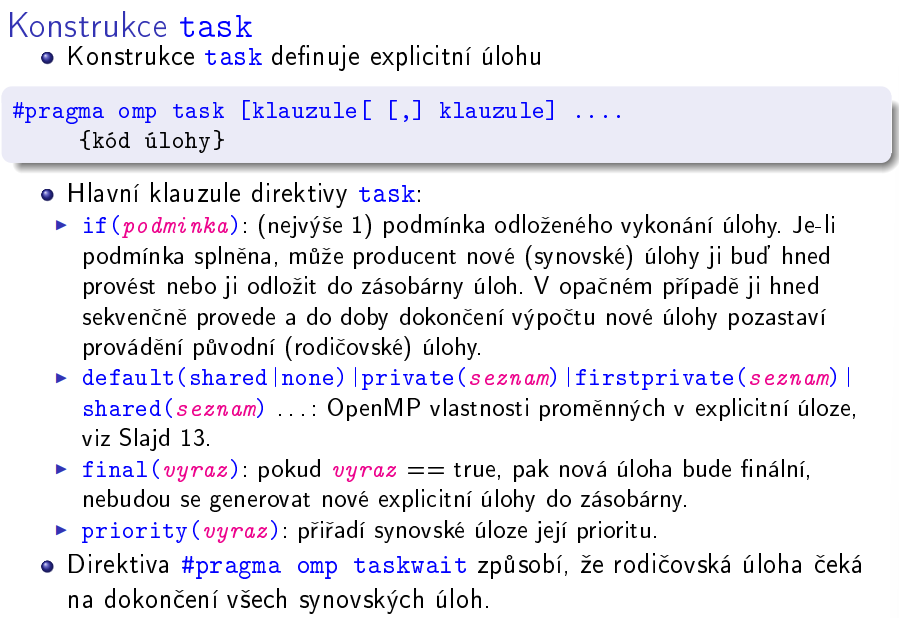 Konstrukce task
Konstrukce task definuje explicitní úlohu
#pragma omp task [klauzule[ [,] klauzule] ....
{kód úlohy}
Hlavní klauzule direktivy task:
if(podminka): (nejvýše 1) podmínka odloženého vykonání úlohy. Je-li
podmínka splněna, může producent nové (synovské) úlohy ji buď hned
provést nebo ji odložit do zásobárny úloh. V opačném případě ji hned
sekvenčně provede a do doby dokončení výpočtu nové úlohy pozastaví
provádění původní (rodičovské) úlohy.
default(shared|none)|private(seznam)|firstprivate(seznam)|
shared(seznam) ...: OpenMP vlastnosti proměnných v explicitní úloze,
viz Slajd 13.
final(vyraz): pokud vyraz == true, pak nová úloha bude finální,
nebudou se generovat nové explicitní úlohy do zásobárny.
priority(vyraz): přiřadí synovské úloze její prioritu.
Direktiva #pragma omp taskwait způsobí, že rodičovská úloha čeká
na dokončení všech synovských úloh.